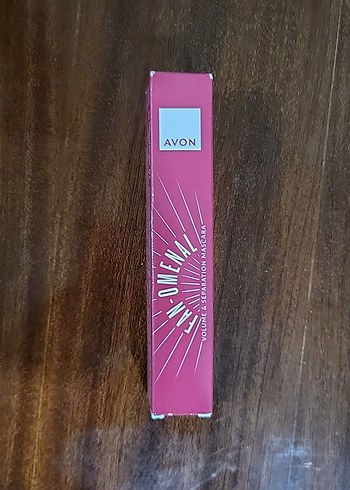 AVON
FAN·OMENAL
VOLUME & SEPARATION MASCARA